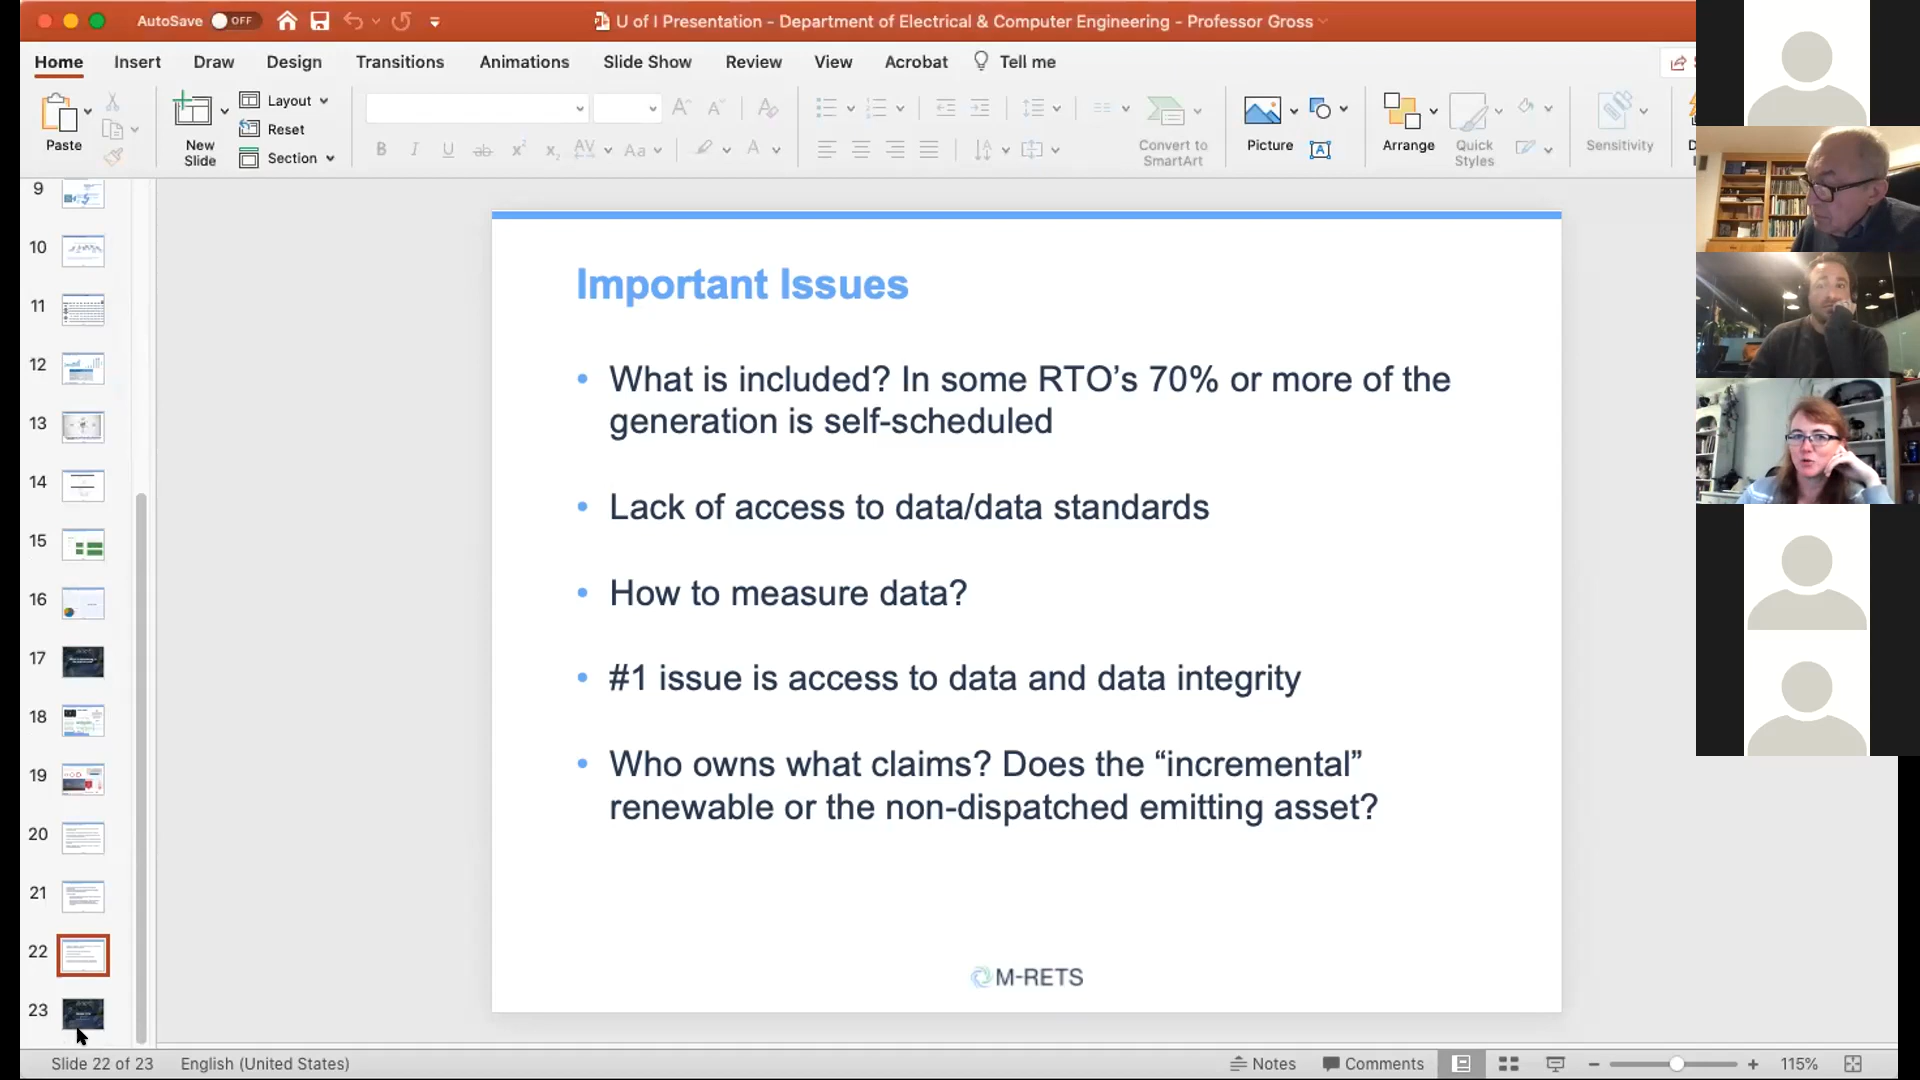 AutoSave OFF
U of I Presentation - Department of Electrical & Computer Engineering - Professor Gross
Home Insert Draw Design Transitions Animations Slide Show Review View Acrobat Tell me
Paste
New
Slide
Layout
Reset
Section
Convert to
SmartArt
Picture
Arrange
Quick
Styles
Sensitivity
9
10
11
12
13
14
15
16
17
18
19
20
21
22
23
Important Issues
• What is included? In some RTO’s 70% or more of the
generation is self-scheduled
• Lack of access to data/data standards
• How to measure data?
• #1 issue is access to data and data integrity
• Who owns what claims? Does the “incremental”
renewable or the non-dispatched emitting asset?
M-RETS
Slide 22 of 23 English (United States) Notes Comments 115%